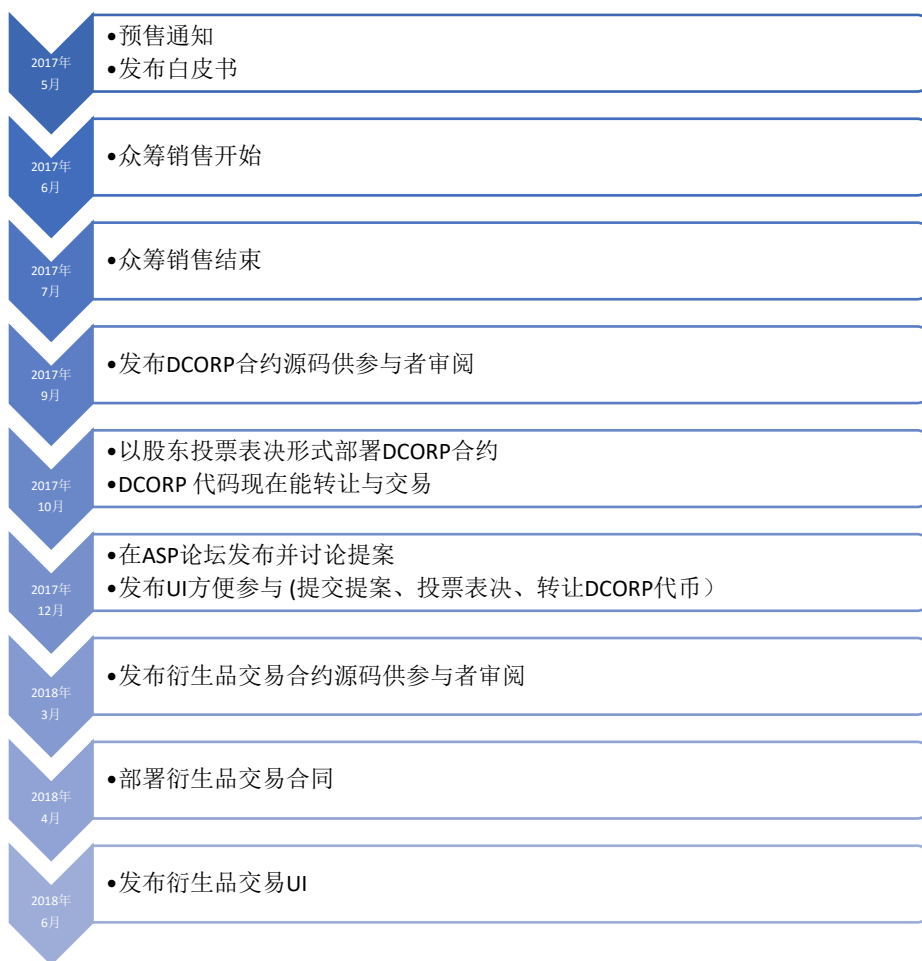 2017年
5月
•预售通知
•发布白皮书
2017年
6月
•众筹销售开始
2017年
7月
•众筹销售结束
2017年
9月
•发布DCORP合约源码供参与者审阅
2017年
10月
•以股东投票表决形式部署DCORP合约
•DCORP 代码现在能转让与交易
2017年
12月
•在ASP论坛发布并讨论提案
•发布UI方便参与 (提交提案、投票表决、转让DCORP代币）
2018年
3月
•发布衍生品交易合约源码供参与者审阅
2018年
4月
•部署衍生品交易合同
2018年
6月
•发布衍生品交易UI